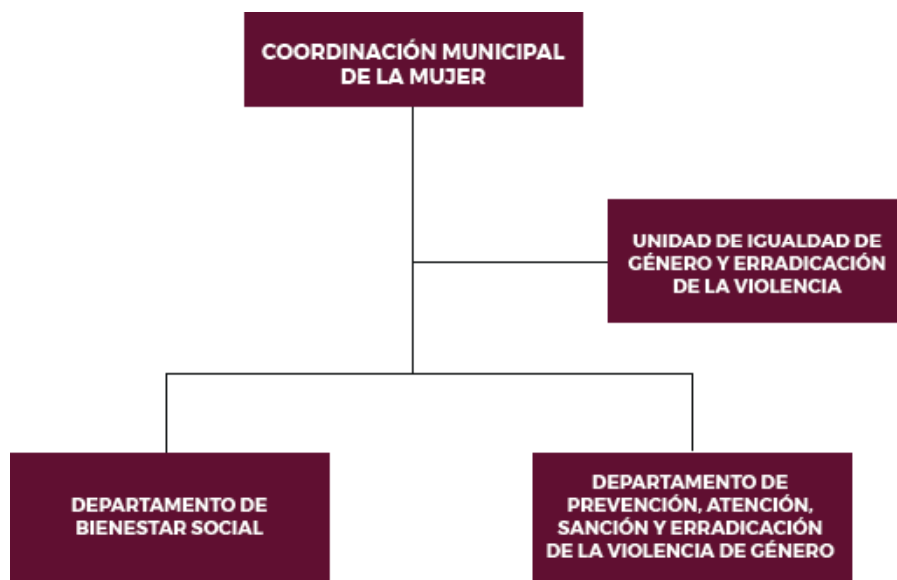 COORDINACIÓN MUNICIPAL
DE LA MUJER
UNIDAD DE IGUALDAD DE
GÉNERO Y ERRADICACIÓN
DE LA VIOLENCIA
DEPARTAMENTO DE
BIENESTAR SOCIAL
DEPARTAMENTO DE
PREVENCIÓN, ATENCIÓN,
SANCIÓN Y ERRADICACIÓN
DE LA VIOLENCIA DE GÉNERO